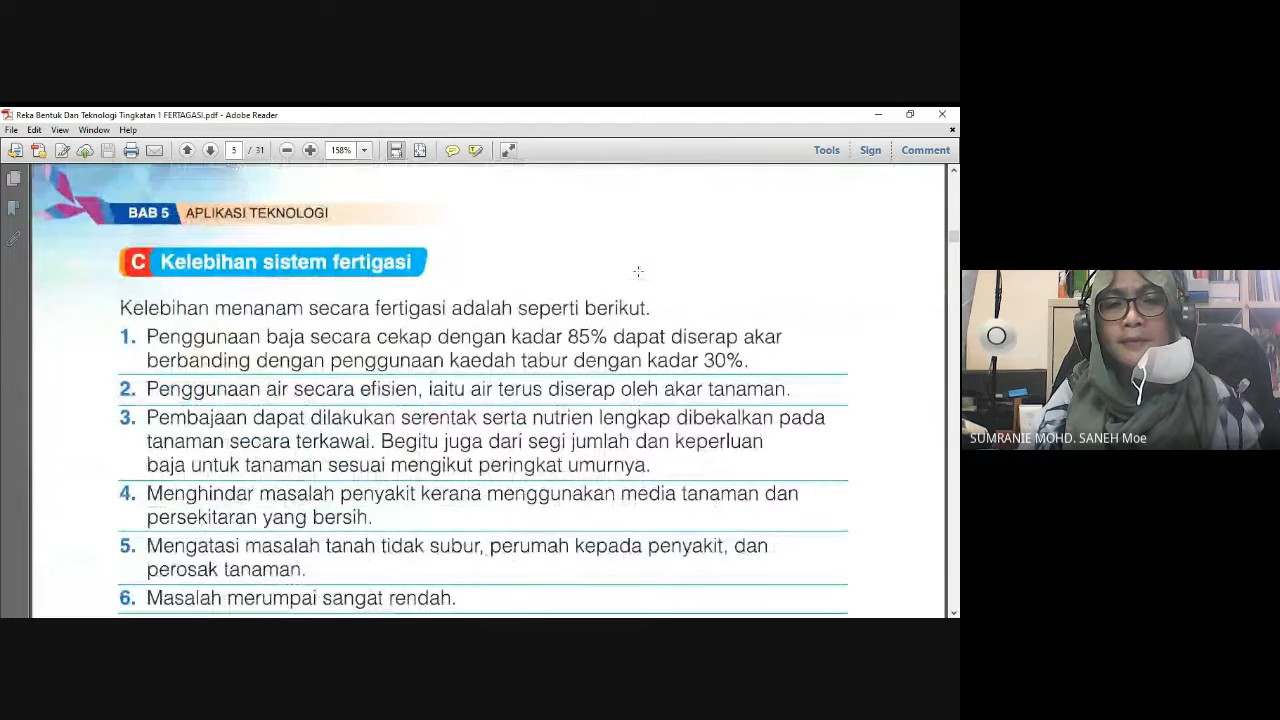 Reka Bentuk Dan Teknologi Tingkatan 1 FERTAGASI.pdf - Adobe Reader
File Edit View Window Help
5 / 31 158% Tools Sign Comment
BAB 5 APLIKASI TEKNOLOGI
C Kelebihan sistem fertigasi
Kelebihan menanam secara fertigasi adalah seperti berikut.
1. Penggunaan baja secara cekap dengan kadar 85% dapat diserap akar
berbanding dengan penggunaan kaedah tabur dengan kadar 30%.
2. Penggunaan air secara efisien, iaitu air terus diserap oleh akar tanaman.
3. Pembajaan dapat dilakukan serentak serta nutrien lengkap dibekalkan pada
tanaman secara terkawal. Begitu juga dari segi jumlah dan keperluan
baja untuk tanaman sesuai mengikut peringkat umurnya.
4. Menghindar masalah penyakit kerana menggunakan media tanaman dan
persekitaran yang bersih.
5. Mengatasi masalah tanah tidak subur, perumah kepada penyakit, dan
perosak tanaman.
6. Masalah merumpai sangat rendah.
SUMRANIE MOHD. SANEH Moe